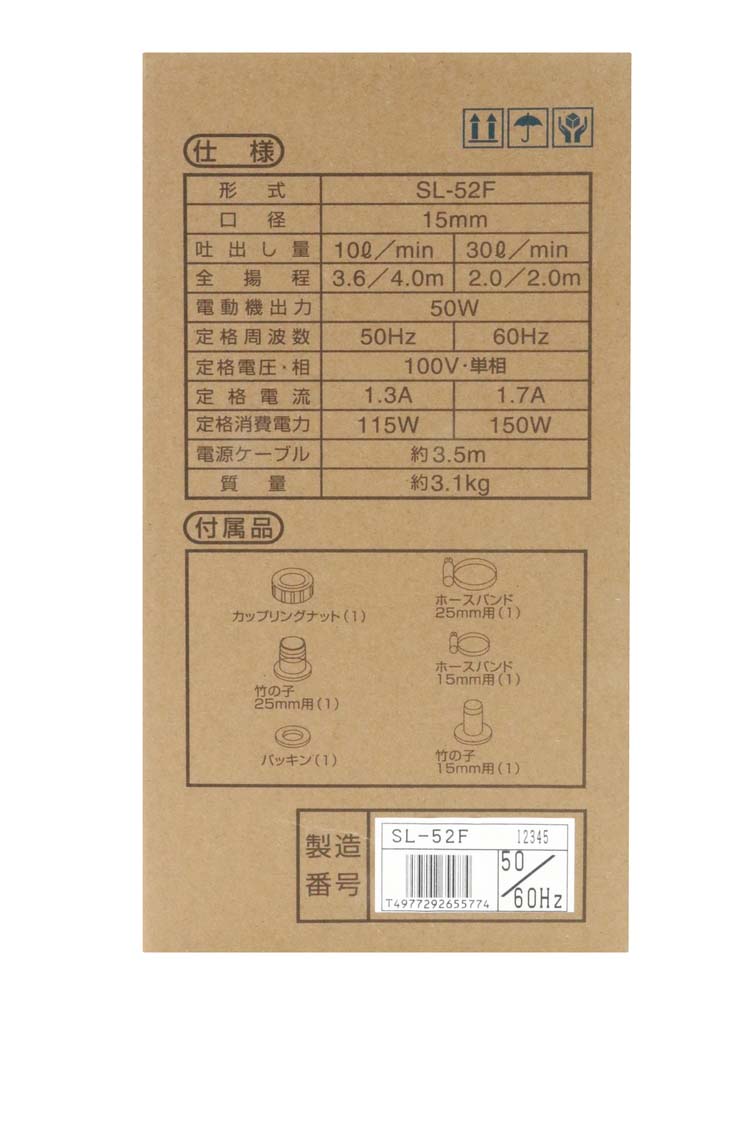 仕様
形式 SL-52F
口径 15mm
吐出し量 10ℓ/min 30ℓ/min
全揚程 3.6/4.0m 2.0/2.0m
電動機出力 50W
定格周波数 50Hz 60Hz
定格電圧・相 100V・単相
定格電流 1.3A 1.7A
定格消費電力 115W 150W
電源ケーブル 約3.5m
質量 約3.1kg
付属品
カップリングナット(1)
ホースバンド
25mm用(1)
竹の子
25mm用(1)
ホースバンド
15mm用(1)
パッキン(1)
竹の子
15mm用(1)
製造
番号
SL-52F 12345
50/60Hz
T4977292655774